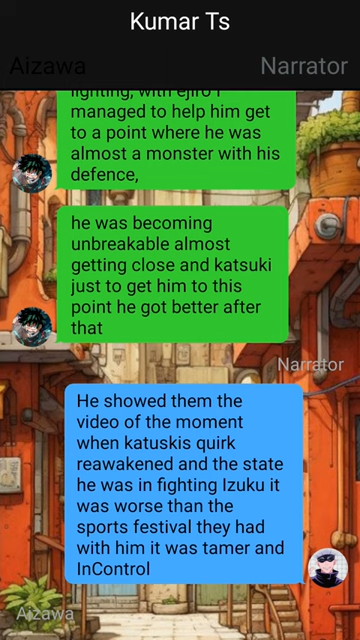 Kumar Ts
Aizawa
Narrator
fighting, with ejiro I
managed to help him get
to a point where he was
almost a monster with his
defence,
he was becoming
unbreakable almost
getting close and katsuki
just to get him to this
point he got better after
that
Narrator
He showed them the
video of the moment
when katuskis quirk
reawakened and the state
he was in fighting Izuku it
was worse than the
sports festival they had
with him it was tamer and
InControl
Aizawa